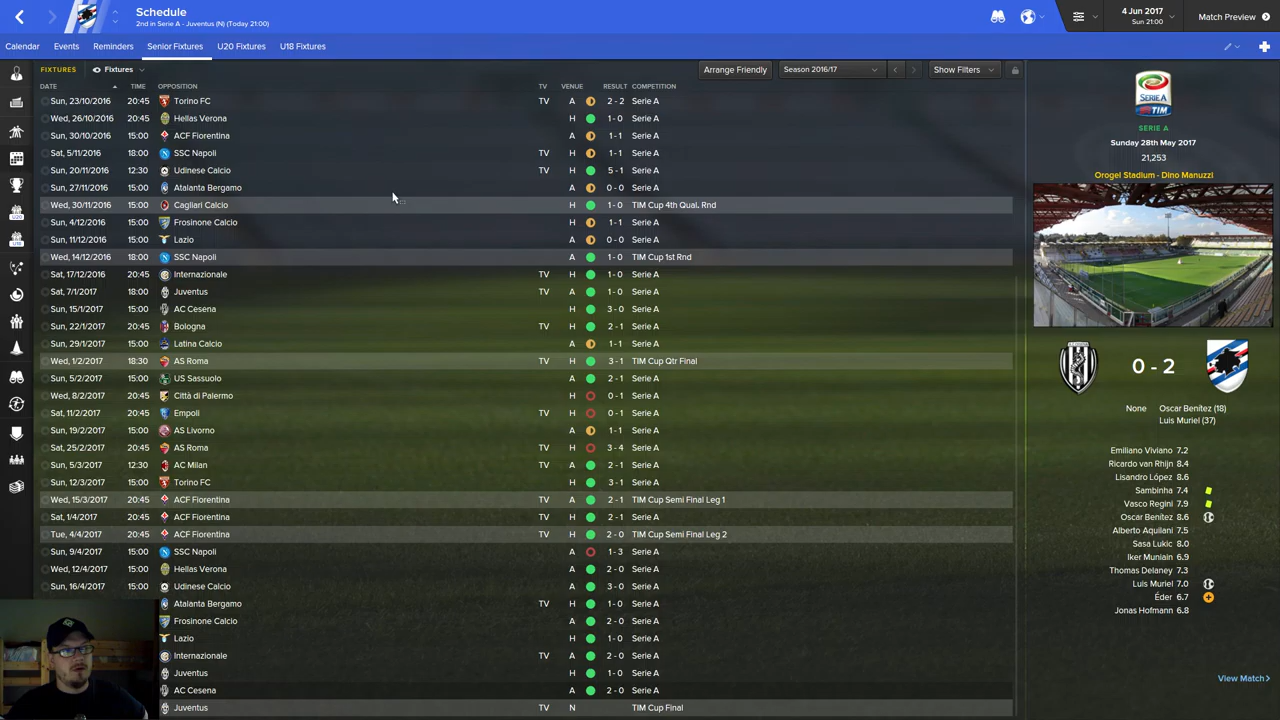 Schedule
2nd in Serie A - Juventus (N) (Today 21:00)
4 Jun 2017
Sun 21:00
Match Preview
Calendar Events Reminders Senior Fixtures U20 Fixtures U18 Fixtures
FIXTURES Fixtures Arrange Friendly Season 2016/17 Show Filters
DATE TIME OPPOSITION TV VENUE RESULT COMPETITION
Sun, 23/10/2016 20:45 Torino FC TV A 2 - 2 Serie A
Wed, 26/10/2016 20:45 Hellas Verona H 1 - 0 Serie A
Sun, 30/10/2016 15:00 ACF Fiorentina A 1 - 1 Serie A
Sat, 5/11/2016 18:00 SSC Napoli TV H 1 - 1 Serie A
Sun, 20/11/2016 12:30 Udinese Calcio TV H 5 - 1 Serie A
Sun, 27/11/2016 15:00 Atalanta Bergamo A 0 - 0 Serie A
Wed, 30/11/2016 15:00 Cagliari Calcio H 1 - 0 TIM Cup 4th Qual. Rnd
Sun, 4/12/2016 15:00 Frosinone Calcio H 1 - 1 Serie A
Sun, 11/12/2016 15:00 Lazio A 0 - 0 Serie A
Wed, 14/12/2016 18:00 SSC Napoli A 1 - 0 TIM Cup 1st Rnd
Sat, 17/12/2016 20:45 Internazionale TV H 1 - 0 Serie A
Sat, 7/1/2017 18:00 Juventus TV A 1 - 0 Serie A
Sun, 15/1/2017 15:00 AC Cesena H 3 - 0 Serie A
Sun, 22/1/2017 20:45 Bologna TV H 2 - 1 Serie A
Sun, 29/1/2017 15:00 Latina Calcio A 1 - 1 Serie A
Wed, 1/2/2017 18:30 AS Roma TV H 3 - 1 TIM Cup Qtr Final
Sun, 5/2/2017 15:00 US Sassuolo A 2 - 1 Serie A
Wed, 8/2/2017 20:45 Città di Palermo H 0 - 1 Serie A
Sat, 11/2/2017 20:45 Empoli TV H 0 - 1 Serie A
Sun, 19/2/2017 15:00 AS Livorno A 1 - 1 Serie A
Sat, 25/2/2017 20:45 AS Roma TV H 3 - 4 Serie A
Sun, 5/3/2017 12:30 AC Milan TV A 2 - 1 Serie A
Sun, 12/3/2017 15:00 Torino FC H 3 - 1 Serie A
Wed, 15/3/2017 20:45 ACF Fiorentina TV A 2 - 1 TIM Cup Semi Final Leg 1
Sat, 1/4/2017 20:45 ACF Fiorentina TV H 2 - 1 Serie A
Tue, 4/4/2017 20:45 ACF Fiorentina TV H 2 - 0 TIM Cup Semi Final Leg 2
Sun, 9/4/2017 15:00 SSC Napoli A 1 - 3 Serie A
Wed, 12/4/2017 15:00 Hellas Verona A 2 - 0 Serie A
Sun, 16/4/2017 15:00 Udinese Calcio A 3 - 0 Serie A
Atalanta Bergamo TV H 1 - 0 Serie A
Frosinone Calcio A 2 - 0 Serie A
Lazio H 1 - 0 Serie A
Internazionale TV A 2 - 0 Serie A
Juventus H 1 - 0 Serie A
AC Cesena A 2 - 0 Serie A
Juventus TV N TIM Cup Final
SERIE A
TIM
SERIE A
Sunday 28th May 2017
21,253
Orogel Stadium - Dino Manuzzi
0 - 2
None Oscar Benítez (18)
Luis Muriel (37)
Emiliano Viviano 7.2
Ricardo van Rhijn 8.4
Lisandro López 8.6
Sambinha 7.4
Vasco Regini 7.9
Oscar Benítez 8.6
Alberto Aquilani 7.5
Sasa Lukic 8.0
Iker Muniain 6.9
Thomas Delaney 7.3
Luis Muriel 7.0
Éder 6.7
Jonas Hofmann 6.8
View Match